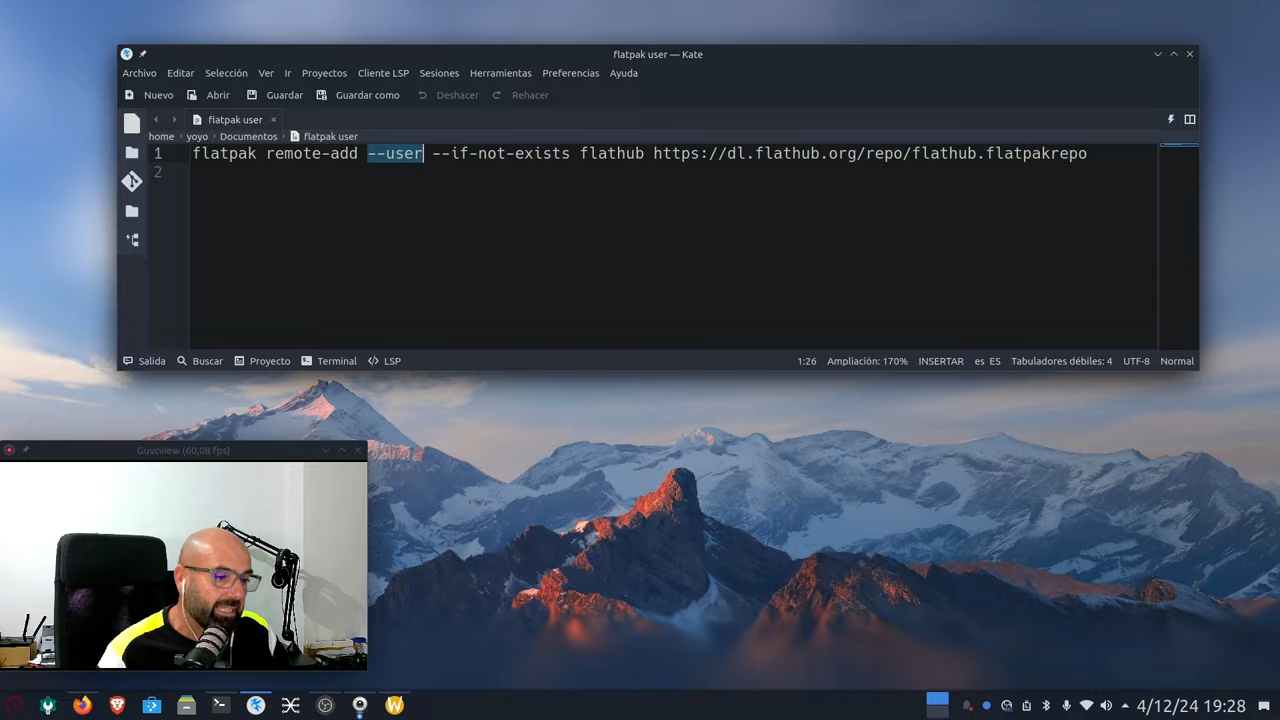 flatpak user — Kate
Archivo Editar Selección Ver Ir Proyectos Cliente LSP Sesiones Herramientas Preferencias Ayuda
Nuevo Abrir Guardar Guardar como Deshacer Rehacer
flatpak user
home yoyo Documentos flatpak user
1 flatpak remote-add --user --if-not-exists flathub https://dl.flathub.org/repo/flathub.flatpakrepo
2
Salida Buscar Proyecto Terminal LSP 1:26 Ampliación: 170% INSERTAR es ES Tabuladores débiles: 4 UTF-8 Normal
Guvcview (60,08 fps)
4/12/24 19:28